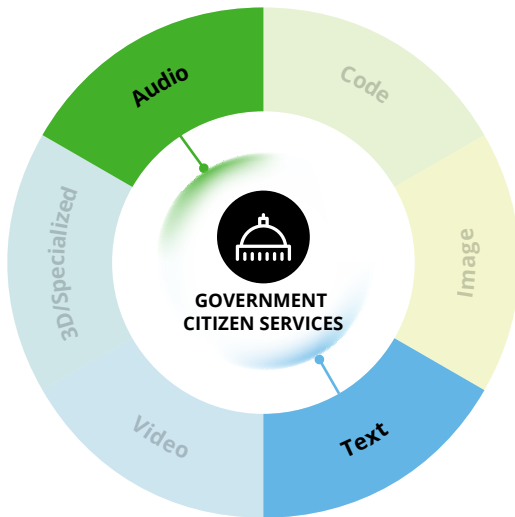 Audio
Code
3D/Specialized
Image
GOVERNMENT
CITIZEN SERVICES
Video
Text